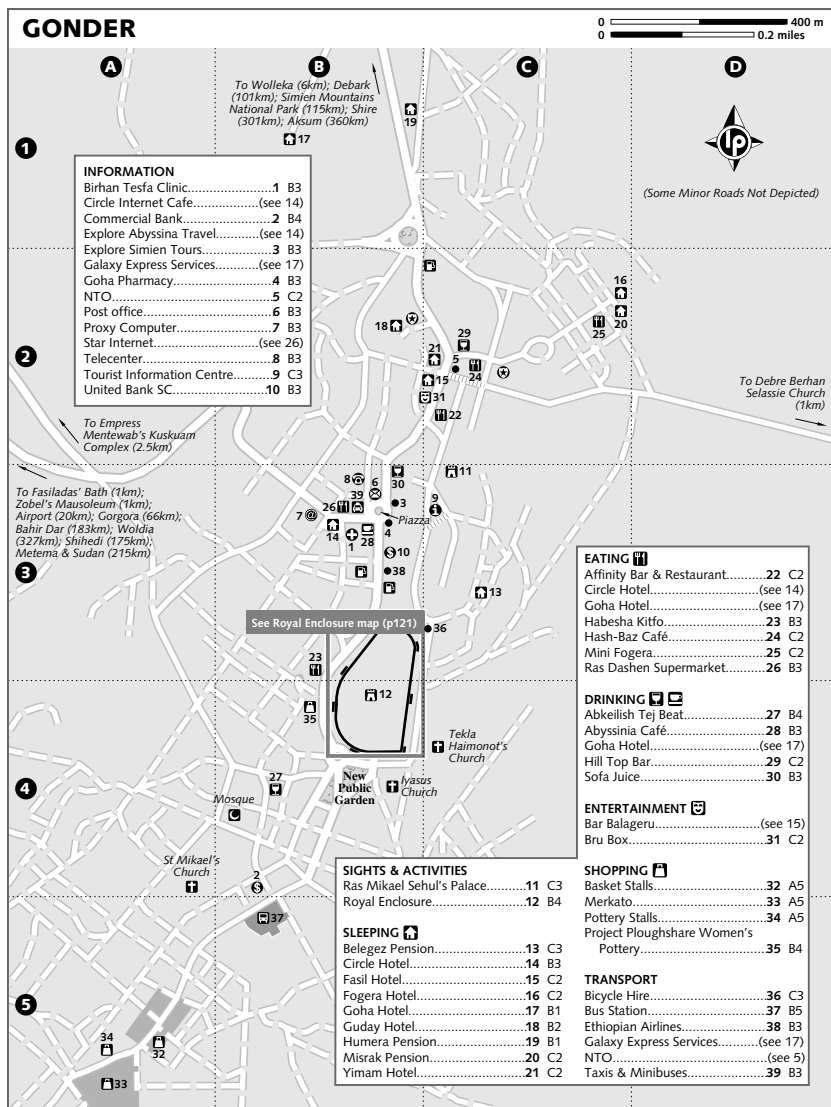 GONDER
0 400 m
0 0.2 miles
A
B
C
D
To Wolleka (6km); Debark
(101km); Simien Mountains
National Park (115km); Shire
(301km); Aksum (360km)
19
17
1
lp
(Some Minor Roads Not Depicted)
INFORMATION
Birhan Tesfa Clinic 1 B3
Circle Internet Cafe (see 14)
Commercial Bank 2 B4
Explore Abyssina Travel (see 14)
Explore Simien Tours 3 B3
Galaxy Express Services (see 17)
Goha Pharmacy 4 B3
NTO 5 C2
Post office 6 B3
Proxy Computer 7 B3
Star Internet (see 26)
Telecenter 8 B3
Tourist Information Centre 9 C3
United Bank SC 10 B3
16
20
25
18
29
2
21
5
24
15
31
22
To Debre Berhan
Selassie Church
(1km)
To Empress
Mentewab's Kuskuam
Complex (2.5km)
To Fasiladas' Bath (1km);
Zobel's Mausoleum (1km);
Airport (20km); Gorgora (66km);
Bahir Dar (183km); Woldia
(327km); Shihedi (175km);
Metema & Sudan (215km)
8
6
30
11
39
3
9
26
7
@
Piazza
14
1
28
4
$ 10
38
3
13
See Royal Enclosure map (p121)
36
23
12
35
Tekla
Haimonot's
Church
4
27
New
Public
Garden
Iyasus
Church
Mosque
St Mikael's
Church
2
$
37
5
34
32
33
SIGHTS & ACTIVITIES
Ras Mikael Sehul's Palace 11 C3
Royal Enclosure 12 B4
SLEEPING
Belegez Pension 13 C3
Circle Hotel 14 B3
Fasil Hotel 15 C2
Fogera Hotel 16 C2
Goha Hotel 17 B1
Guday Hotel 18 B2
Humera Pension 19 B1
Misrak Pension 20 C2
Yimam Hotel 21 C2
EATING
Affinity Bar & Restaurant 22 C2
Circle Hotel (see 14)
Goha Hotel (see 17)
Habesha Kitfo 23 B3
Hash-Baz Café 24 C2
Mini Fogera 25 C2
Ras Dashen Supermarket 26 B3
DRINKING
Abkeilish Tej Beat 27 B4
Abyssinia Café 28 B3
Goha Hotel (see 17)
Hill Top Bar 29 C2
Sofa Juice 30 B3
ENTERTAINMENT
Bar Balageru (see 15)
Bru Box 31 C2
SHOPPING
Basket Stalls 32 A5
Merkato 33 A5
Pottery Stalls 34 A5
Project Ploughshare Women's
Pottery 35 B4
TRANSPORT
Bicycle Hire 36 C3
Bus Station 37 B5
Ethiopian Airlines 38 B3
Galaxy Express Services (see 17)
NTO (see 5)
Taxis & Minibuses 39 B3